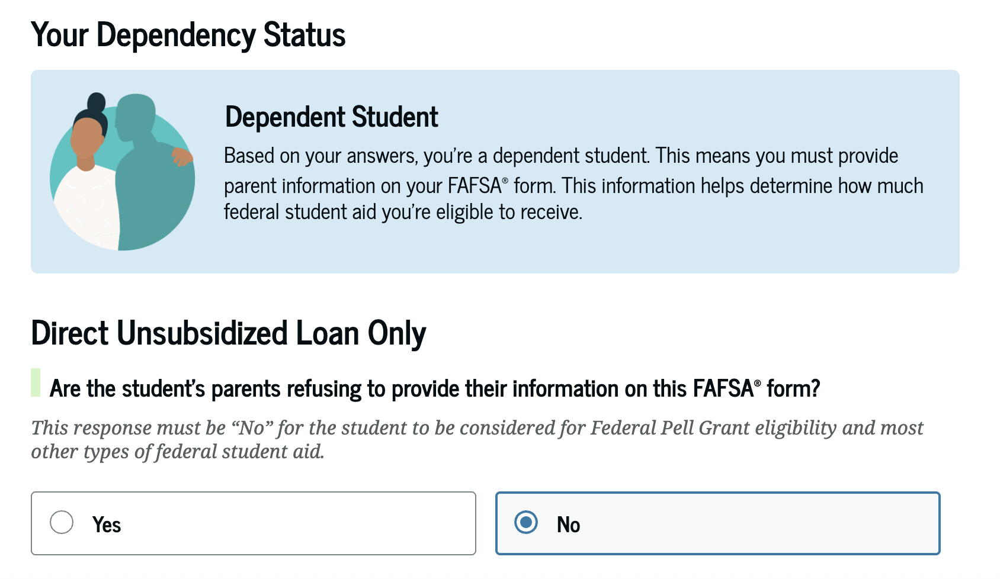 Your Dependency Status
Dependent Student
Based on your answers, you’re a dependent student. This means you must provide
parent information on your FAFSA® form. This information helps determine how much
federal student aid you’re eligible to receive.
Direct Unsubsidized Loan Only
Are the student’s parents refusing to provide their information on this FAFSA® form?
This response must be “No” for the student to be considered for Federal Pell Grant eligibility and most
other types of federal student aid.
Yes
No